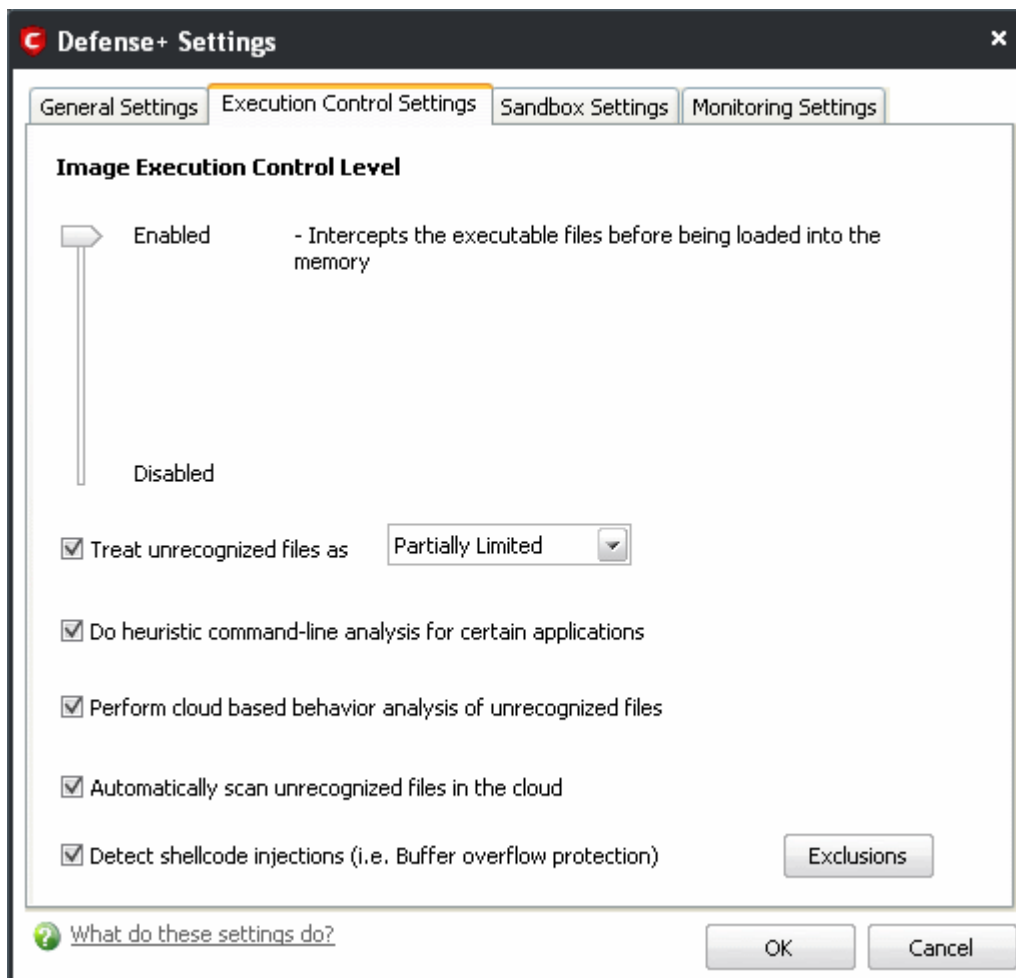 Defense+ Settings
General Settings
Execution Control Settings
Sandbox Settings
Monitoring Settings
Image Execution Control Level
Enabled
- Intercepts the executable files before being loaded into the
memory
Disabled
Treat unrecognized files as
Partially Limited
Do heuristic command-line analysis for certain applications
Perform cloud based behavior analysis of unrecognized files
Automatically scan unrecognized files in the cloud
Detect shellcode injections (i.e. Buffer overflow protection)
Exclusions
What do these settings do?
OK
Cancel